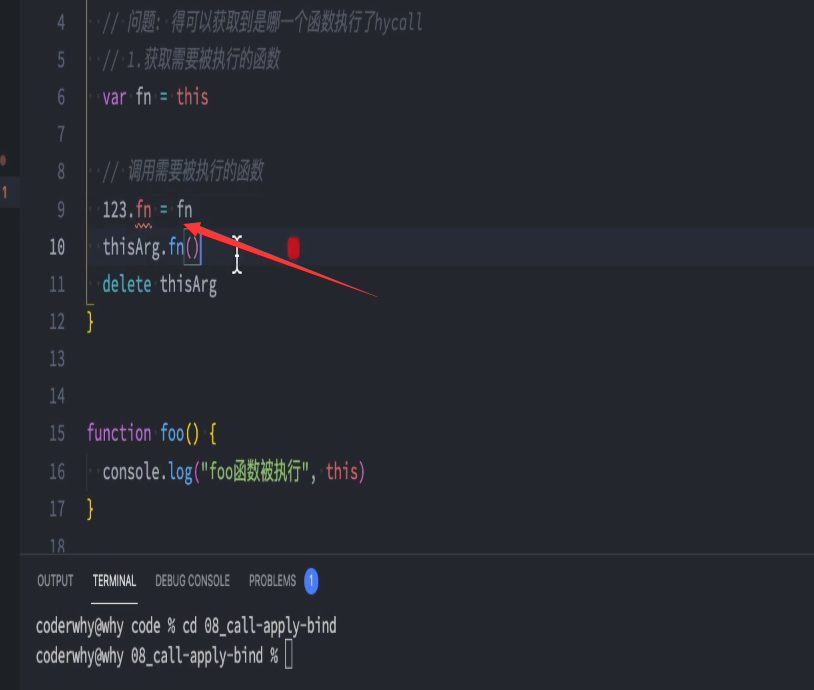 4 // 问题: 得可以获取到是哪一个函数执行了hycall
5 // 1.获取需要被执行的函数
6 var fn = this
7
8 // 调用需要被执行的函数
9 123.fn = fn
10 thisArg.fn()
11 delete thisArg
12 }
13
14
15 function foo() {
16 console.log("foo函数被执行", this)
17 }
18
1
OUTPUT TERMINAL DEBUG CONSOLE PROBLEMS 1
coderwhy@why code % cd 08_call-apply-bind
coderwhy@why 08_call-apply-bind %